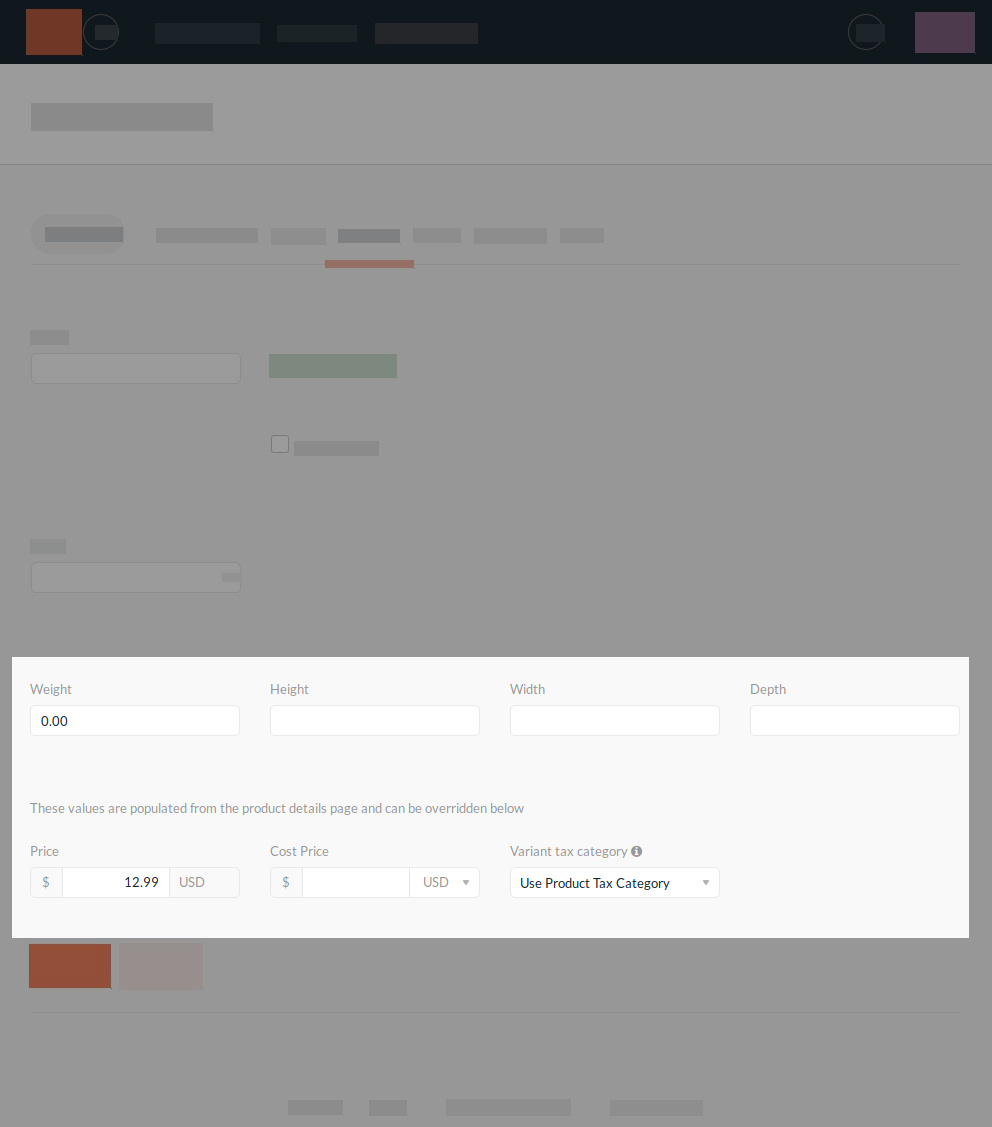 Weight Height Width Depth
0.00
These values are populated from the product details page and can be overridden below
Price Cost Price Variant tax category
$ 12.99 USD $ USD Use Product Tax Category